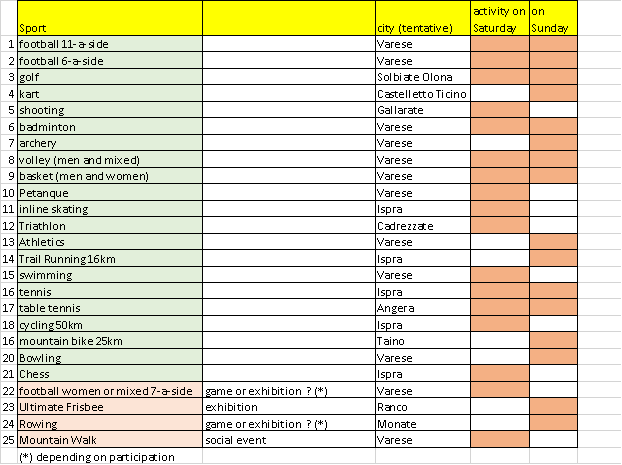 activity on on
Sport city (tentative) Saturday Sunday
1 football 11-a-side Varese
2 football 6-a-side Varese
3 golf Solbiate Olona
4 kart Castelletto Ticino
5 shooting Gallarate
6 badminton Varese
7 archery Varese
8 volley (men and mixed) Varese
9 basket (men and women) Varese
10 Petanque Varese
11 inline skating Ispra
12 Triathlon Cadrezzate
13 Athletics Varese
14 Trail Running 16km Ispra
15 swimming Varese
16 tennis Ispra
17 table tennis Angera
18 cycling 50km Ispra
16 mountain bike 25km Taino
20 Bowling Varese
21 Chess Ispra
22 football women or mixed 7-a-side game or exhibition ? (*) Varese
23 Ultimate Frisbee exhibition Ranco
24 Rowing game or exhibition ? (*) Monate
25 Mountain Walk social event Varese
(*) depending on participation